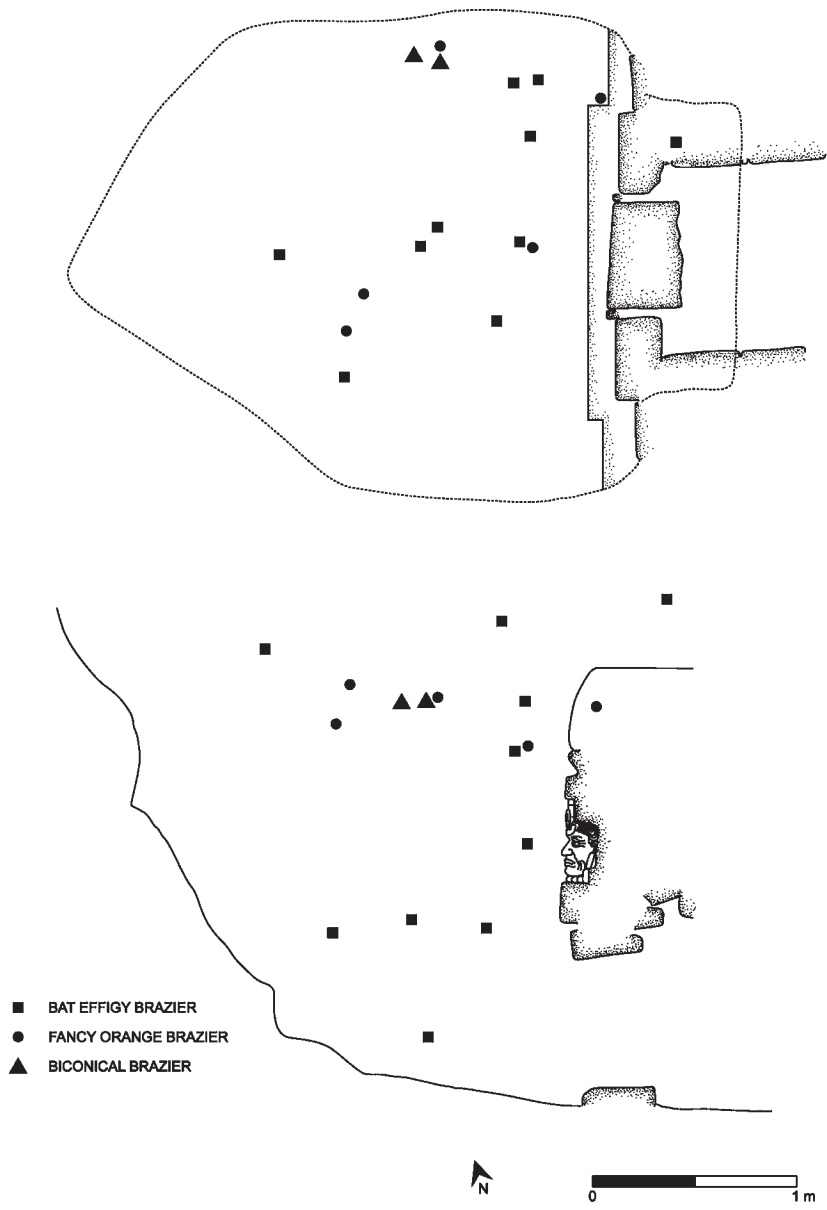 BAT EFFIGY BRAZIER
FANCY ORANGE BRAZIER
BICONICAL BRAZIER
N
0 1 m